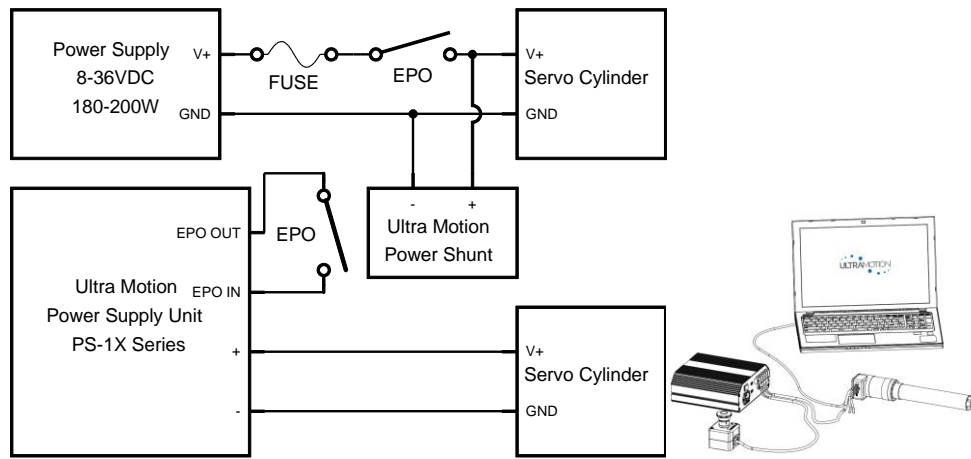 Power Supply
8-36VDC
180-200W
V+
GND
FUSE
EPO
V+
Servo Cylinder
GND
- +
Ultra Motion
Power Shunt
EPO OUT
EPO
EPO IN
Ultra Motion
Power Supply Unit
PS-1X Series
+
-
V+
Servo Cylinder
GND
ULTRAMOTION